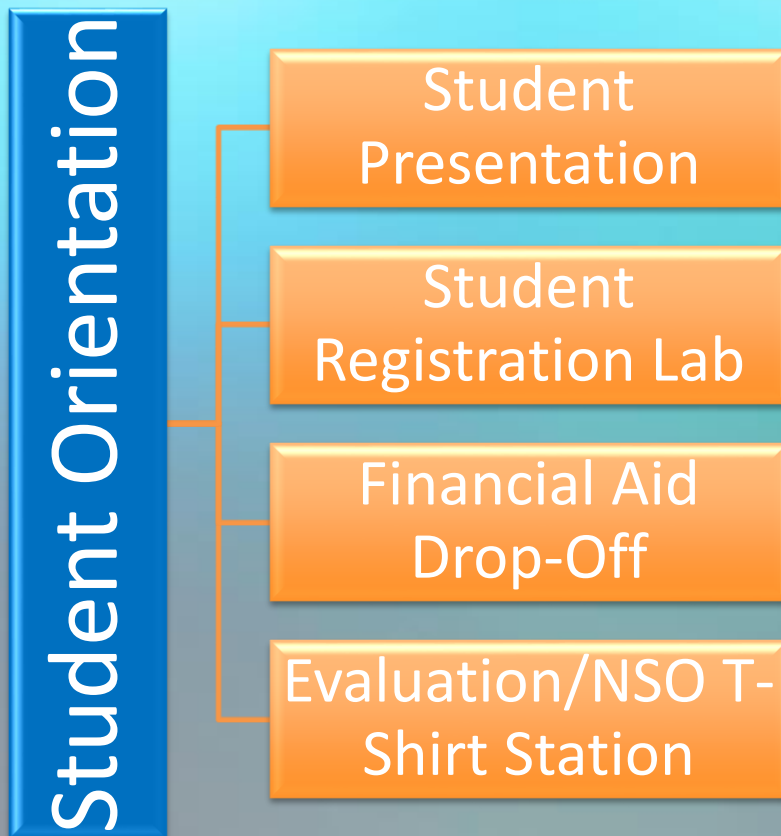 Student Orientation
Student
Presentation
Student
Registration Lab
Financial Aid
Drop-Off
Evaluation/NSO T-
Shirt Station